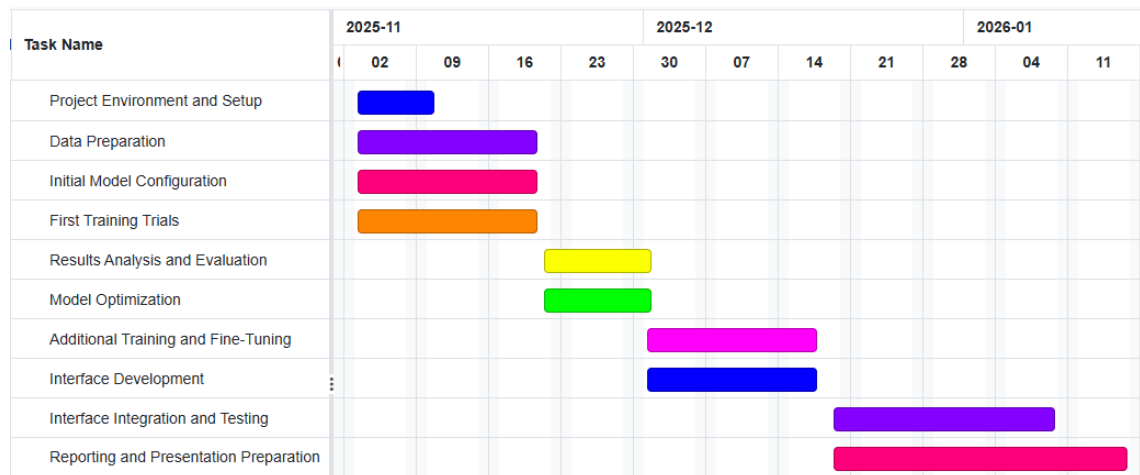 Task Name
2025-11 2025-12 2026-01
02 09 16 23 30 07 14 21 28 04 11
Project Environment and Setup
Data Preparation
Initial Model Configuration
First Training Trials
Results Analysis and Evaluation
Model Optimization
Additional Training and Fine-Tuning
Interface Development
Interface Integration and Testing
Reporting and Presentation Preparation